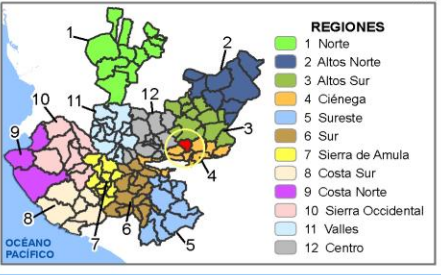 REGIONES
1 Norte
2 Altos Norte
3 Altos Sur
4 Ciénega
5 Sureste
6 Sur
7 Sierra de Amula
8 Costa Sur
9 Costa Norte
10 Sierra Occidental
11 Valles
12 Centro
1
2
10
11
12
9
3
4
8
7
6
5
OCÉANO
PACÍFICO